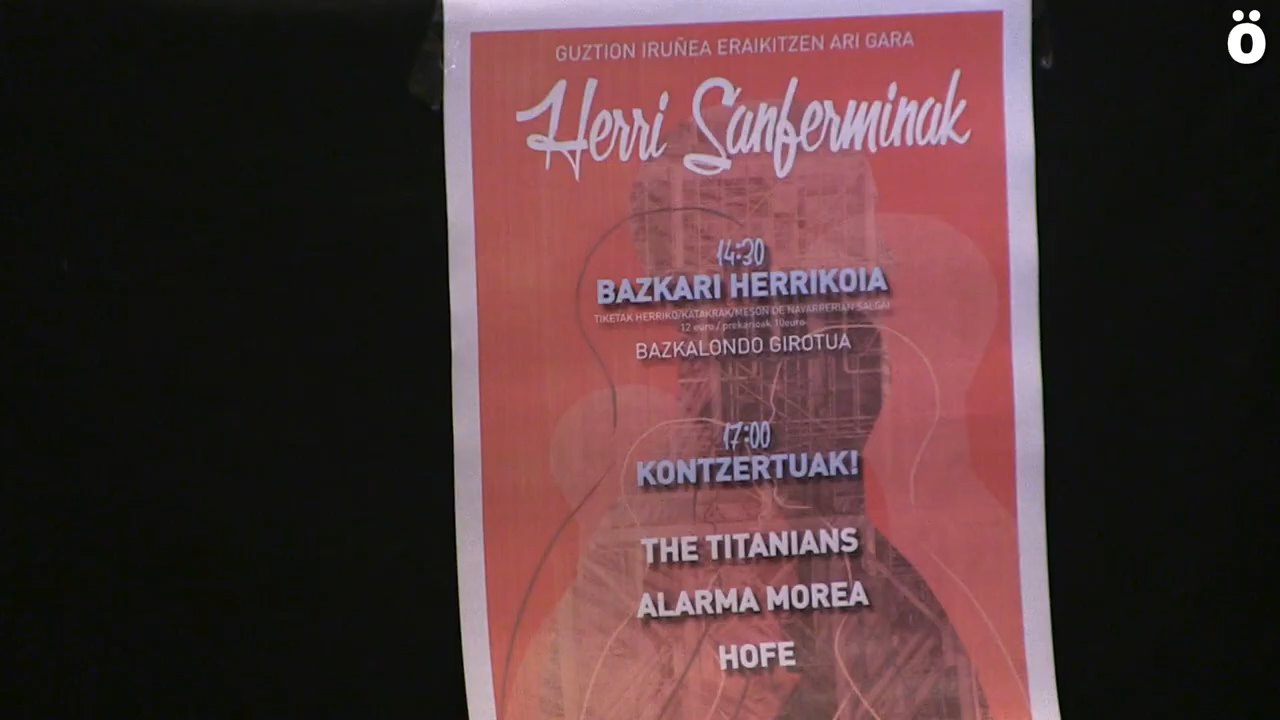 GUZTION IRUÑEA ERAIKITZEN ARI GARA
Herri Sanferminak
14:30
BAZKARI HERRIKOIA
TIKETAK HERRIKO/KATAKRAK/MESON DE NAVARRERIAN SALGAI
12 euro / prekarioak 10euro
BAZKALONDO GIROTUA
17:00
KONTZERTUAK!
THE TITANIANS
ALARMA MOREA
HOFE
Ö